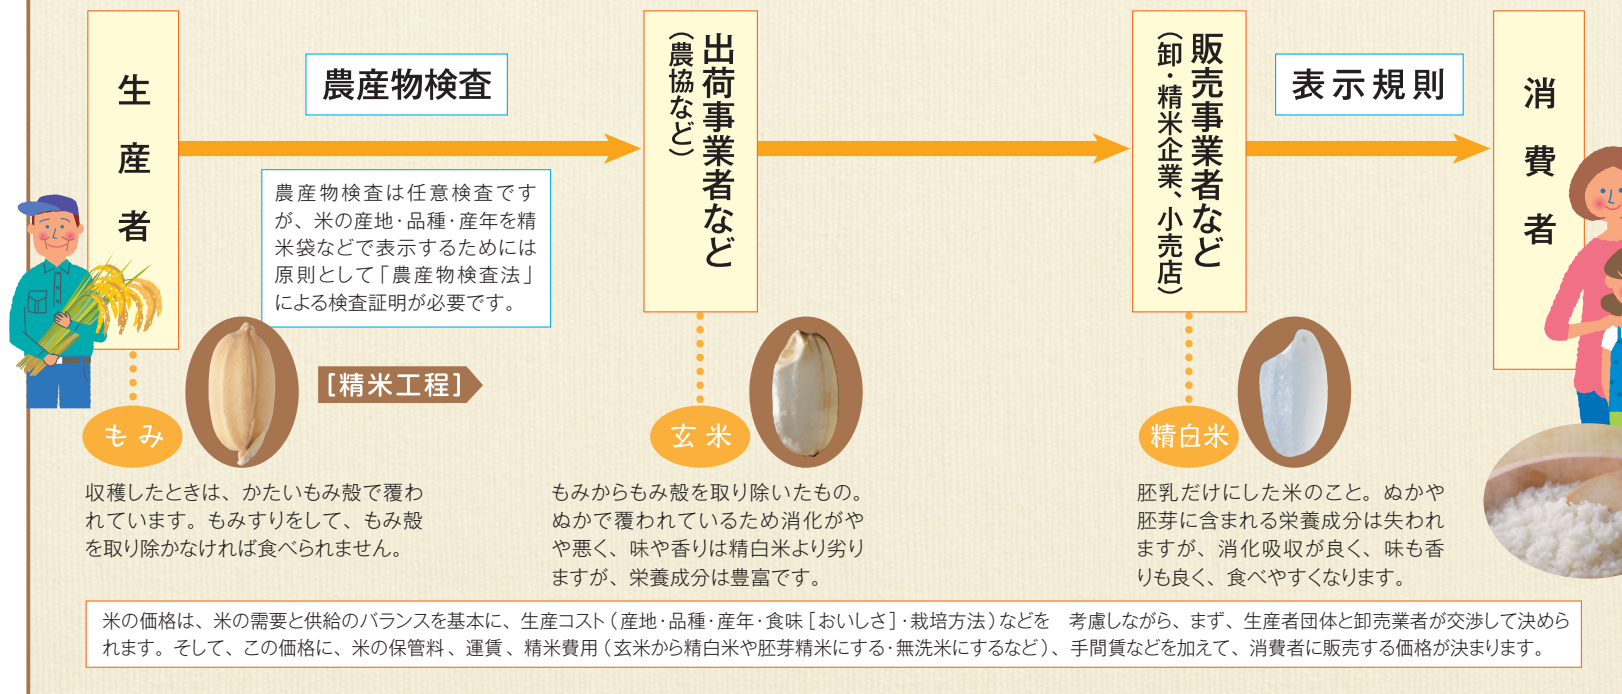 生産者
農産物検査
農産物検査は任意検査です
が、米の産地・品種・産年を精
米袋などで表示するためには
原則として「農産物検査法」
による検査証明が必要です。
出荷事業者など
（農協など）
販売事業者など
（卸・精米企業、小売店）
表示規則
消費者
[精米工程]
もみ
収穫したときは、かたいもみ殻で覆わ
れています。もみすりをして、もみ殻
を取り除かなければ食べられません。
玄米
もみからもみ殻を取り除いたもの。
ぬかで覆われているため消化がや
や悪く、味や香りは精白米より劣り
ますが、栄養成分は豊富です。
精白米
胚乳だけにした米のこと。ぬかや
胚芽に含まれる栄養成分は失われ
ますが、消化吸収が良く、味も香
りも良く、食べやすくなります。
米の価格は、米の需要と供給のバランスを基本に、生産コスト（産地・品種・産年・食味［おいしさ］・栽培方法）などを　考慮しながら、まず、生産者団体と卸売業者が交渉して決めら
れます。そして、この価格に、米の保管料、運賃、精米費用（玄米から精白米や胚芽精米にする・無洗米にするなど）、手間賃などを加えて、消費者に販売する価格が決まります。